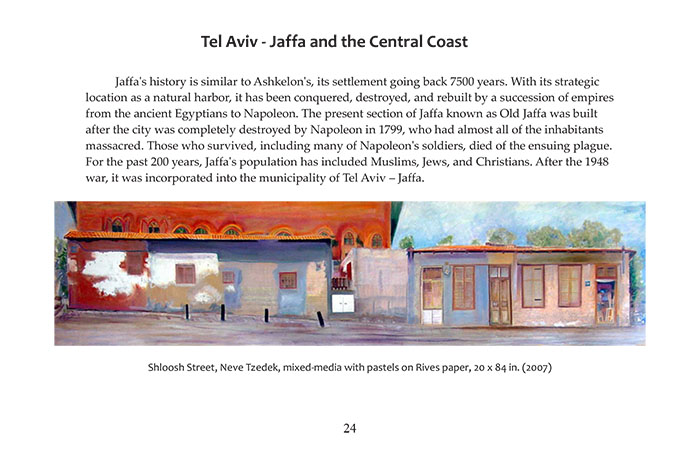 Tel Aviv - Jaffa and the Central Coast
Jaffa's history is similar to Ashkelon's, its settlement going back 7500 years. With its strategic
location as a natural harbor, it has been conquered, destroyed, and rebuilt by a succession of empires
from the ancient Egyptians to Napoleon. The present section of Jaffa known as Old Jaffa was built
after the city was completely destroyed by Napoleon in 1799, who had almost all of the inhabitants
massacred. Those who survived, including many of Napoleon's soldiers, died of the ensuing plague.
For the past 200 years, Jaffa's population has included Muslims, Jews, and Christians. After the 1948
war, it was incorporated into the municipality of Tel Aviv – Jaffa.
Shloosh Street, Neve Tzedek, mixed-media with pastels on Rives paper, 20 x 84 in. (2007)
24